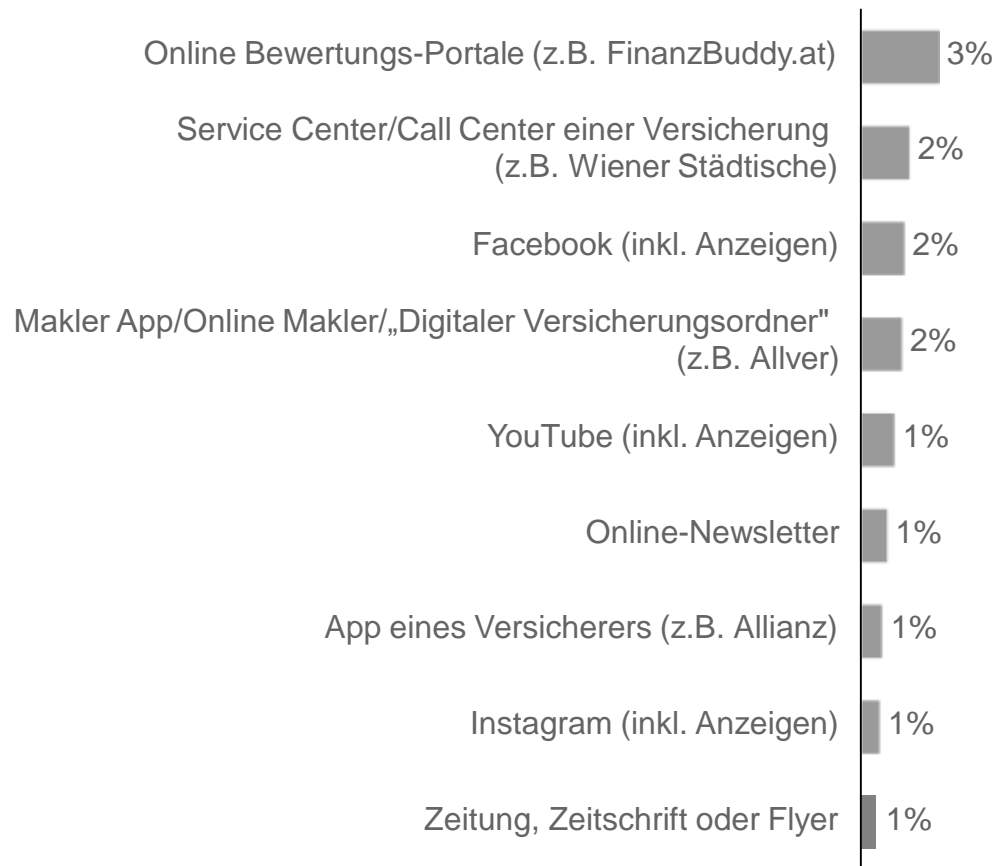 Online Bewertungs-Portale (z.B. FinanzBuddy.at) 3%
Service Center/Call Center einer Versicherung
(z.B. Wiener Städtische) 2%
Facebook (inkl. Anzeigen) 2%
Makler App/Online Makler/„Digitaler Versicherungsordner"
(z.B. Allver) 2%
YouTube (inkl. Anzeigen) 1%
Online-Newsletter 1%
App eines Versicherers (z.B. Allianz) 1%
Instagram (inkl. Anzeigen) 1%
Zeitung, Zeitschrift oder Flyer 1%